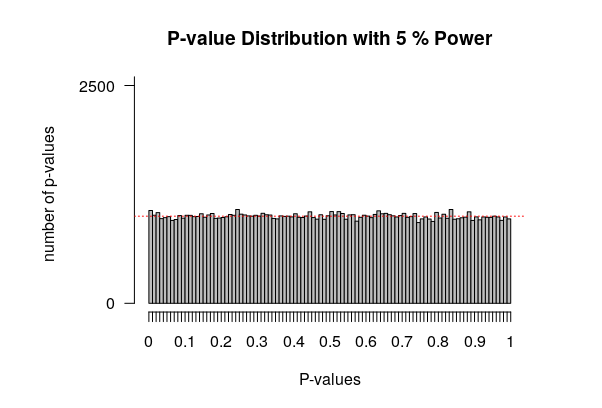 P-value Distribution with 5 % Power
number of p-values
2500
0
0 0.1 0.2 0.3 0.4 0.5 0.6 0.7 0.8 0.9 1
P-values